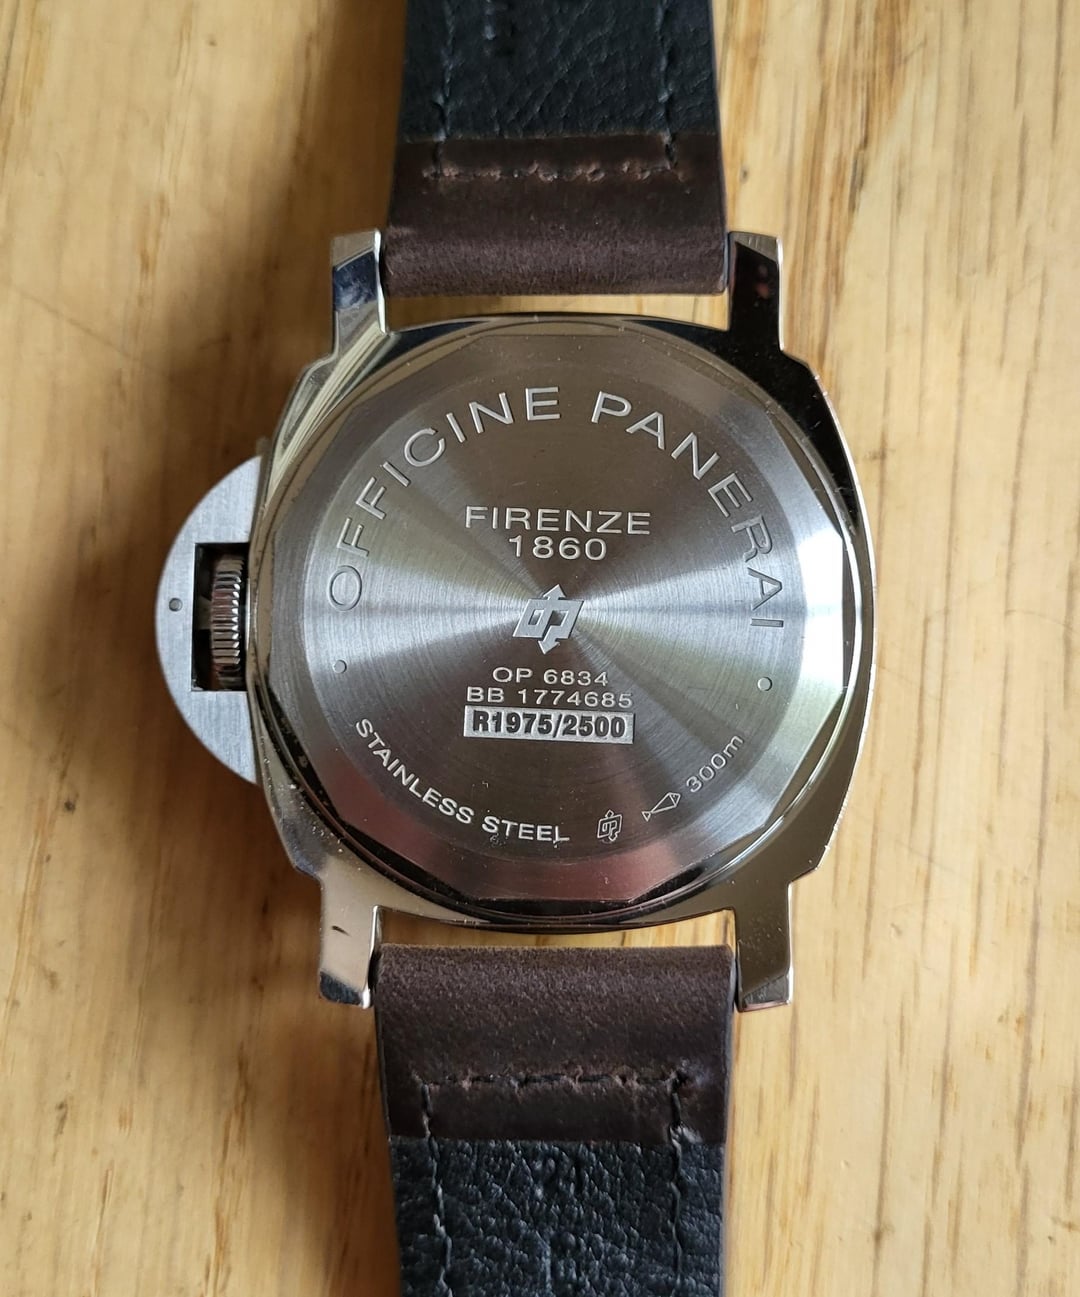 OFFICINE PANERAI
FIRENZE
1860
OP 6834
BB 1774685
R1975/2500
STAINLESS STEEL
300m